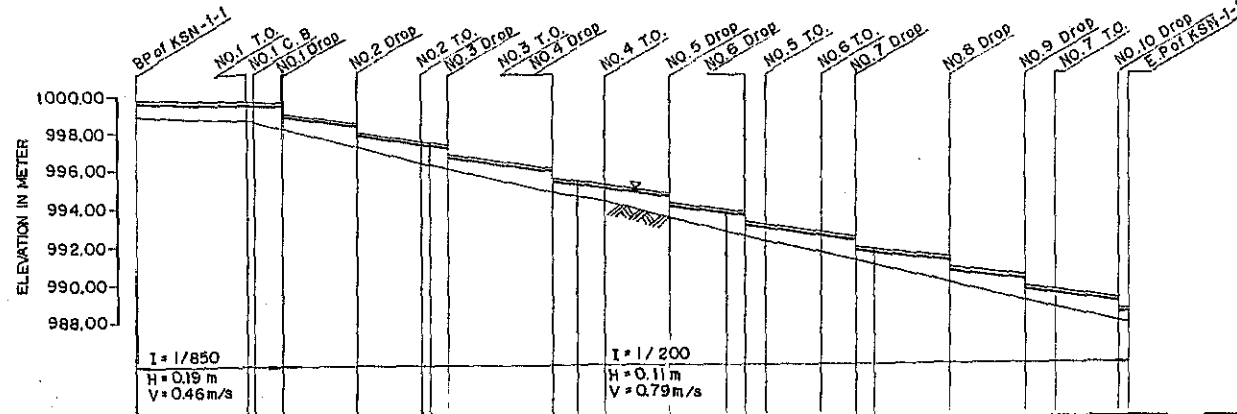 BP of KSN-1-1
NO.1 T.O.
NO.1 C.B
NO.1 Drop
NO.2 Drop
NO.2 T.O.
NO.3 Drop
NO.3 T.O.
NO.4 Drop
NO.4 T.O.
NO.5 Drop
NO.6 Drop
NO.5 T.O.
NO.6 T.O.
NO.7 Drop
NO.8 Drop
NO.9 Drop
NO.7 T.O.
NO.10 Drop
E.P of KSN-1-1
ELEVATION IN METER
1000.00
998.00
996.00
994.00
992.00
990.00
988.00
I = 1/850
H = 0.19 m
V = 0.46 m/s
I = 1/200
H = 0.11 m
V = 0.79 m/s